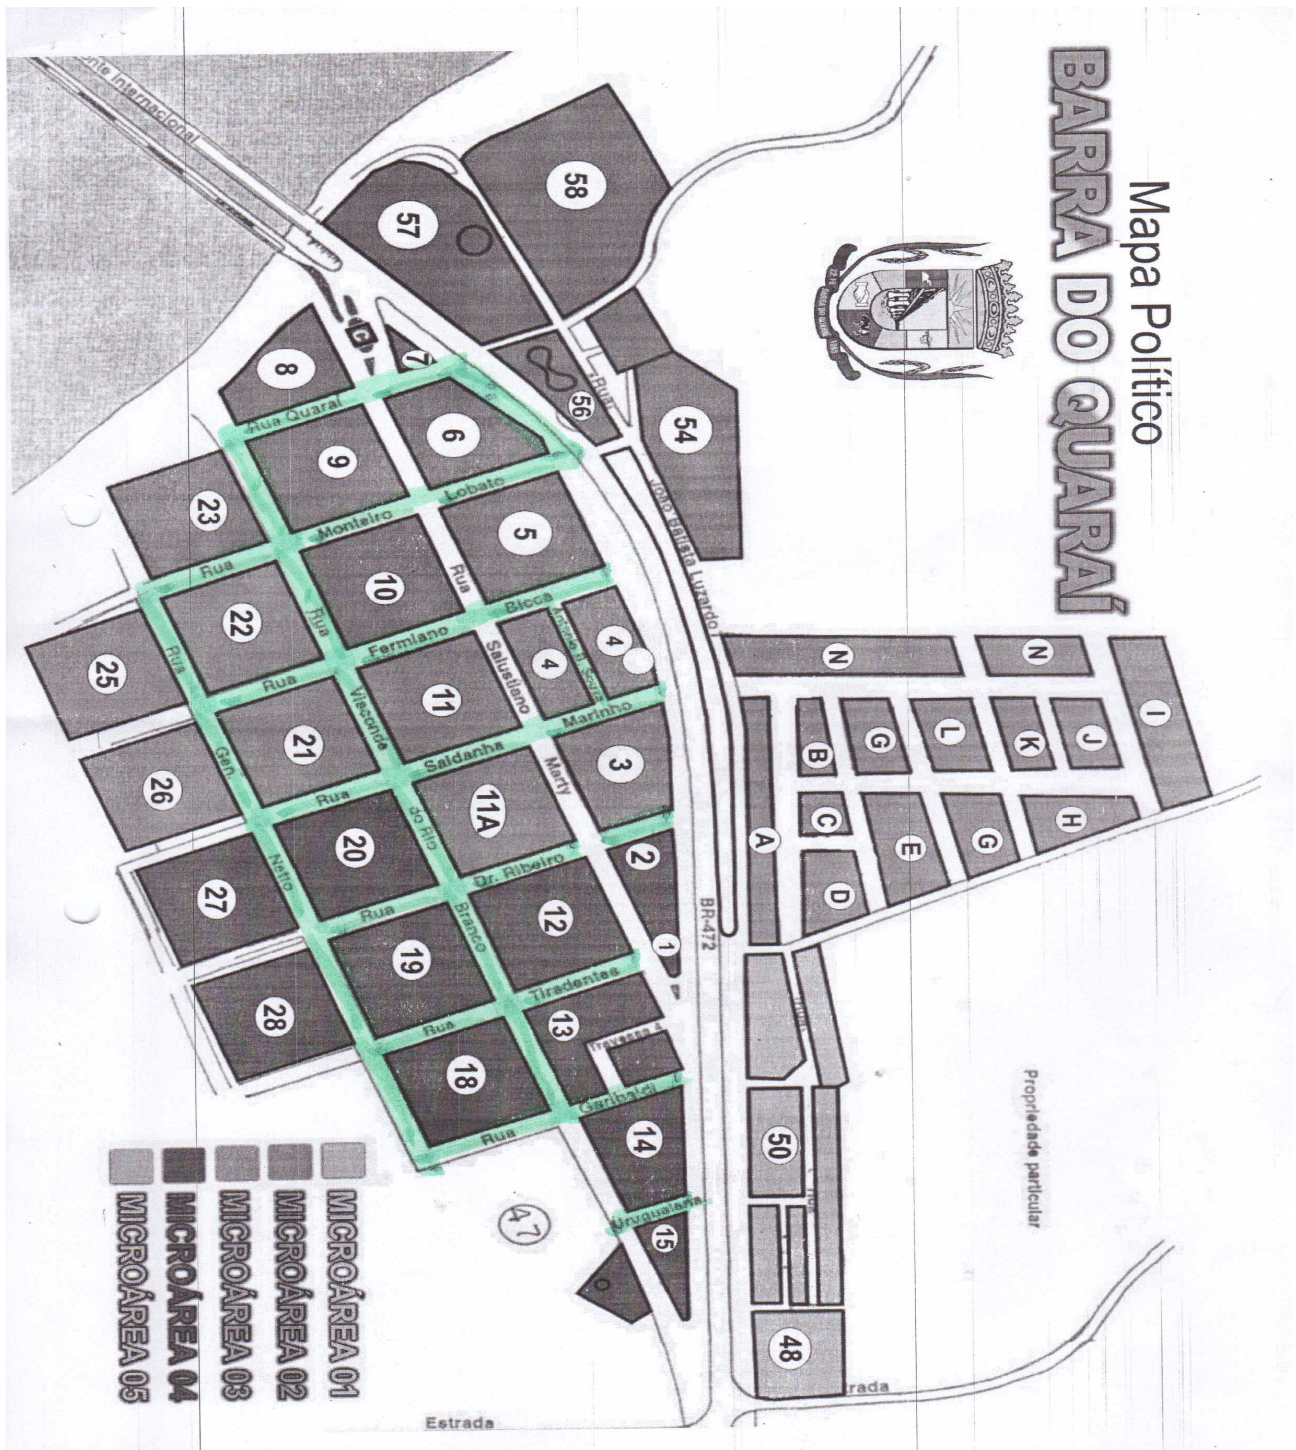 Mapa Político
BARRA DO QUARAÍ
Propriedade particular
Internacional
58
57
C
7
8
56
Rua
54
6
9
5
10
4
4
11
3
11A
2
1
12
13
14
15
23
22
21
20
19
18
25
26
27
28
47
50
48
N
N
I
J
K
L
G
B
C
A
D
E
G
H
Rua Quaraí
Rua Monteiro Lobato
Rua Fermiano Bicca
Antonio
Rua Saldanha Marinho
Rua Dr. Ribeiro
Rua Tiradentes
Travessa
Rua Garibaldi
Uruguaiana
Rua Salustiano Marty
Rua Visconde do Rio Branco
Rua Gen. Netto
João Batista Luzardo
BR-472
Estrada
MICROÁREA 01
MICROÁREA 02
MICROÁREA 03
MICROÁREA 04
MICROÁREA 05